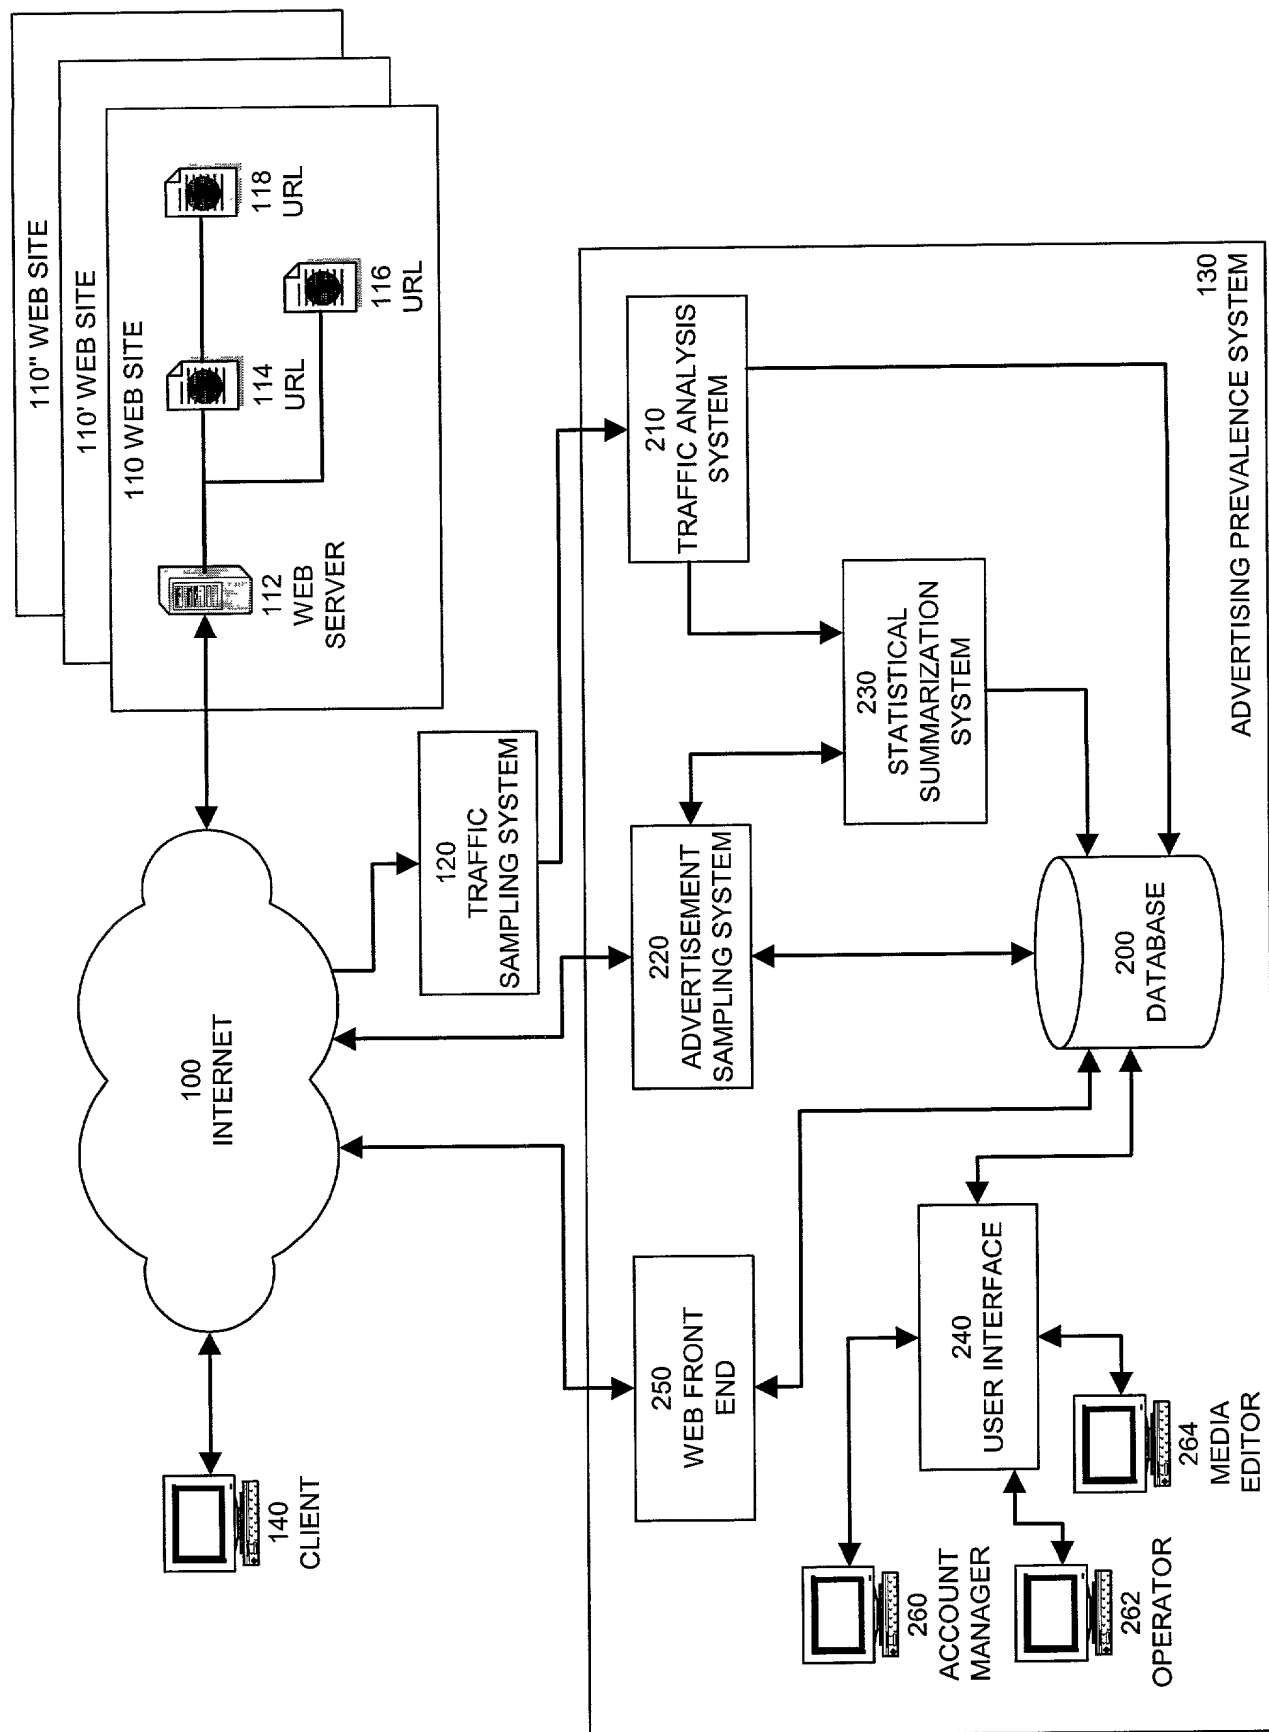 110" WEB SITE
110' WEB SITE
110 WEB SITE
118
URL
114
URL
116
URL
112
WEB
SERVER
100
INTERNET
140
CLIENT
120
TRAFFIC
SAMPLING SYSTEM
210
TRAFFIC ANALYSIS
SYSTEM
220
ADVERTISEMENT
SAMPLING SYSTEM
250
WEB FRONT
END
230
STATISTICAL
SUMMARIZATION
SYSTEM
240
USER INTERFACE
200
DATABASE
260
ACCOUNT
MANAGER
262
OPERATOR
264
MEDIA
EDITOR
130
ADVERTISING PREVALENCE SYSTEM